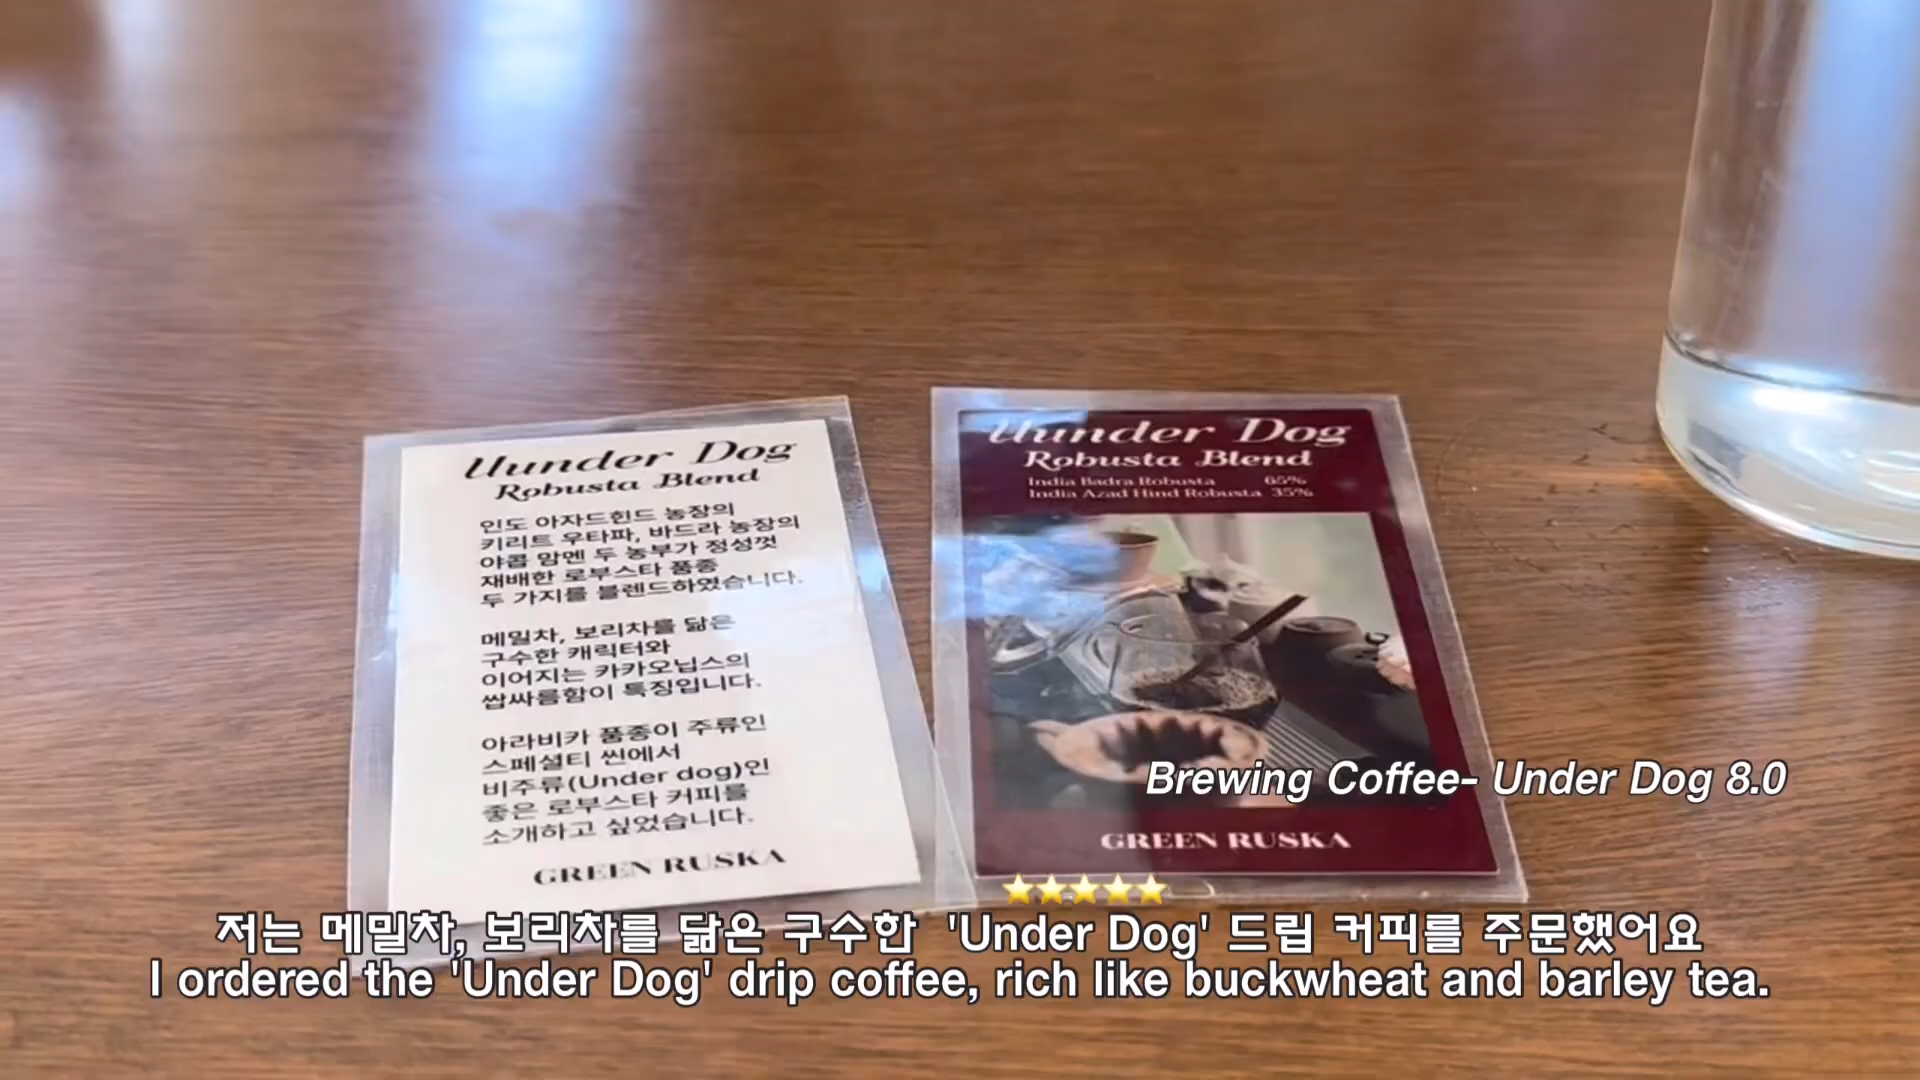 Uunder Dog
Robusta Blend
인도 아자드힌드 농장의
키리트 우타파, 바드라 농장의
야콥 맘멘 두 농부가 정성껏
재배한 로부스타 품종
두 가지를 블렌드하였습니다.
메밀차, 보리차를 닮은
구수한 캐릭터와
이어지는 카카오닙스의
쌉싸름함이 특징입니다.
아라비카 품종이 주류인
스페셜티 씬에서
비주류(Under dog)인
좋은 로부스타 커피를
소개하고 싶었습니다.
GREEN RUSKA
Uunder Dog
Robusta Blend
India Badra Robusta 65%
India Azad Hind Robusta 35%
GREEN RUSKA
Brewing Coffee- Under Dog 8.0
저는 메밀차, 보리차를 닮은 구수한 'Under Dog' 드립 커피를 주문했어요
I ordered the 'Under Dog' drip coffee, rich like buckwheat and barley tea.